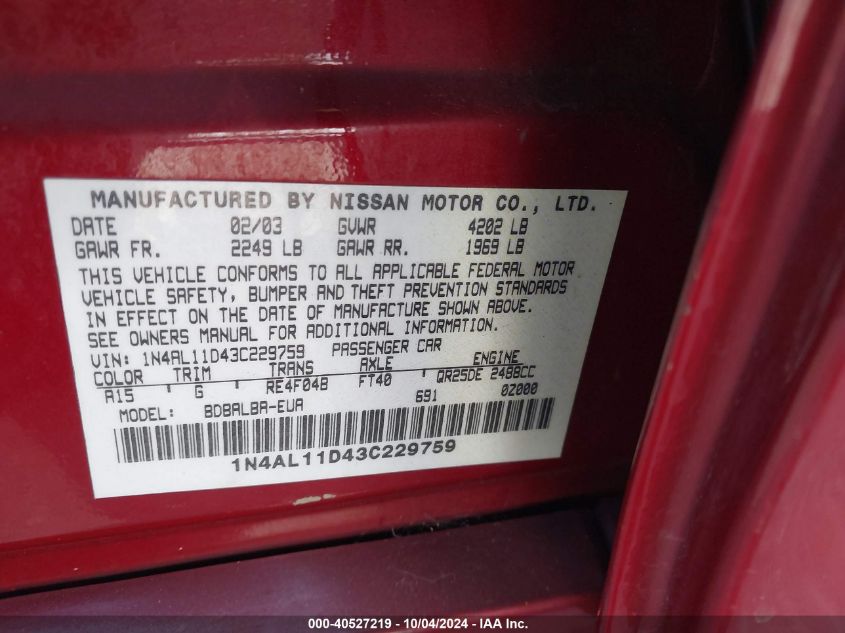 MANUFACTURED BY NISSAN MOTOR CO., LTD.
DATE 02/03 GVWR 4202 LB
GAWR FR. 2249 LB GAWR RR. 1969 LB
THIS VEHICLE CONFORMS TO ALL APPLICABLE FEDERAL MOTOR
VEHICLE SAFETY, BUMPER AND THEFT PREVENTION STANDARDS
IN EFFECT ON THE DATE OF MANUFACTURE SHOWN ABOVE.
SEE OWNERS MANUAL FOR ADDITIONAL INFORMATION.
VIN: 1N4AL11D43C229759 PASSENGER CAR
COLOR TRIM TRANS AXLE ENGINE
A15 G RE4F04B FT40 QR25DE 2488CC
MODEL: BDBALBA-EUA 691 0Z000
1N4AL11D43C229759
000-40527219 - 10/04/2024 - IAA Inc.